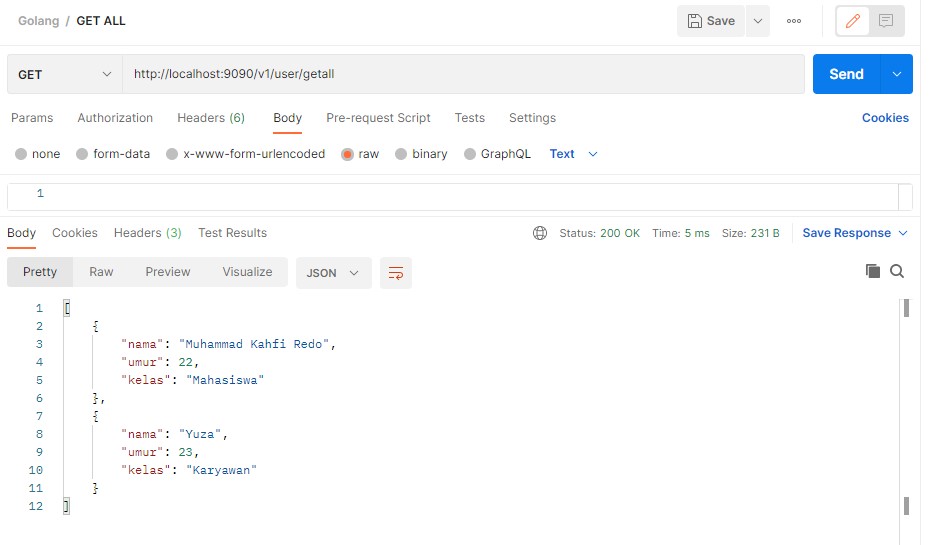 Golang / GET ALL
Save
GET
http://localhost:9090/v1/user/getall
Send
Params Authorization Headers (6) Body Pre-request Script Tests Settings Cookies
none form-data x-www-form-urlencoded raw binary GraphQL Text
1
Body Cookies Headers (3) Test Results Status: 200 OK Time: 5 ms Size: 231 B Save Response
Pretty Raw Preview Visualize JSON
1 [
2 {
3 "nama": "Muhammad Kahfi Redo",
4 "umur": 22,
5 "kelas": "Mahasiswa"
6 },
7 {
8 "nama": "Yuza",
9 "umur": 23,
10 "kelas": "Karyawan"
11 }
12 ]